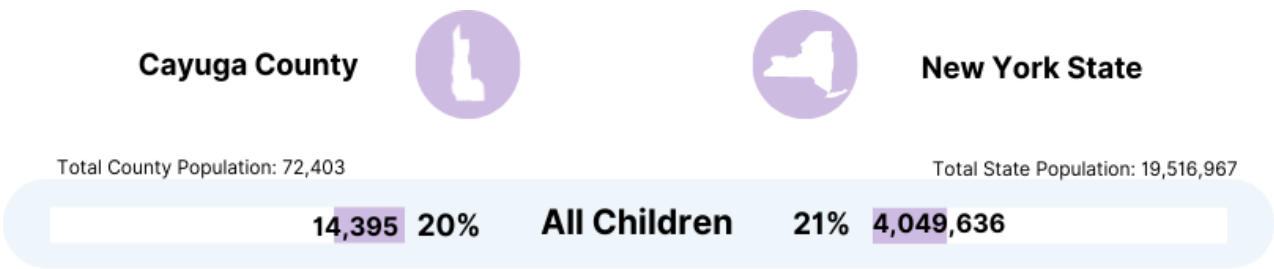 Cayuga County
New York State
Total County Population: 72,403
Total State Population: 19,516,967
14,395 20% All Children 21% 4,049,636